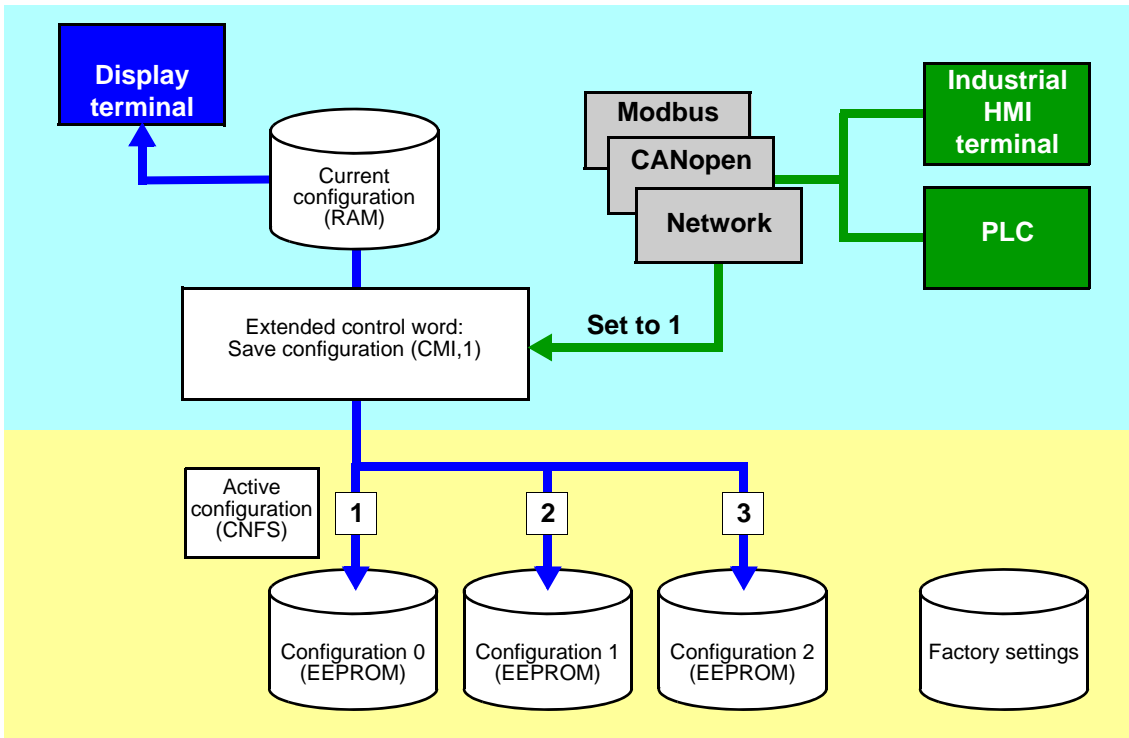 Display
terminal
Current
configuration
(RAM)
Modbus
CANopen
Network
Industrial
HMI
terminal
PLC
Extended control word:
Save configuration (CMI,1)
Set to 1
Active
configuration
(CNFS)
1
2
3
Configuration 0
(EEPROM)
Configuration 1
(EEPROM)
Configuration 2
(EEPROM)
Factory settings